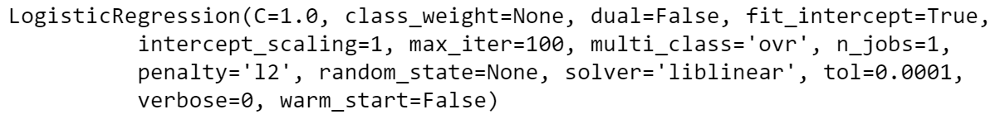 LogisticRegression(C=1.0, class_weight=None, dual=False, fit_intercept=True,
intercept_scaling=1, max_iter=100, multi_class='ovr', n_jobs=1,
penalty='l2', random_state=None, solver='liblinear', tol=0.0001,
verbose=0, warm_start=False)